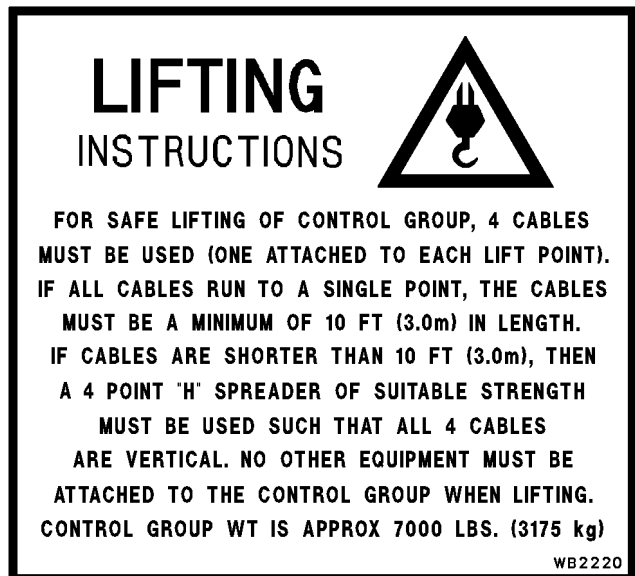 LIFTING
INSTRUCTIONS
FOR SAFE LIFTING OF CONTROL GROUP, 4 CABLES
MUST BE USED (ONE ATTACHED TO EACH LIFT POINT).
IF ALL CABLES RUN TO A SINGLE POINT, THE CABLES
MUST BE A MINIMUM OF 10 FT (3.0m) IN LENGTH.
IF CABLES ARE SHORTER THAN 10 FT (3.0m), THEN
A 4 POINT "H" SPREADER OF SUITABLE STRENGTH
MUST BE USED SUCH THAT ALL 4 CABLES
ARE VERTICAL. NO OTHER EQUIPMENT MUST BE
ATTACHED TO THE CONTROL GROUP WHEN LIFTING.
CONTROL GROUP WT IS APPROX 7000 LBS. (3175 kg)
WB2220